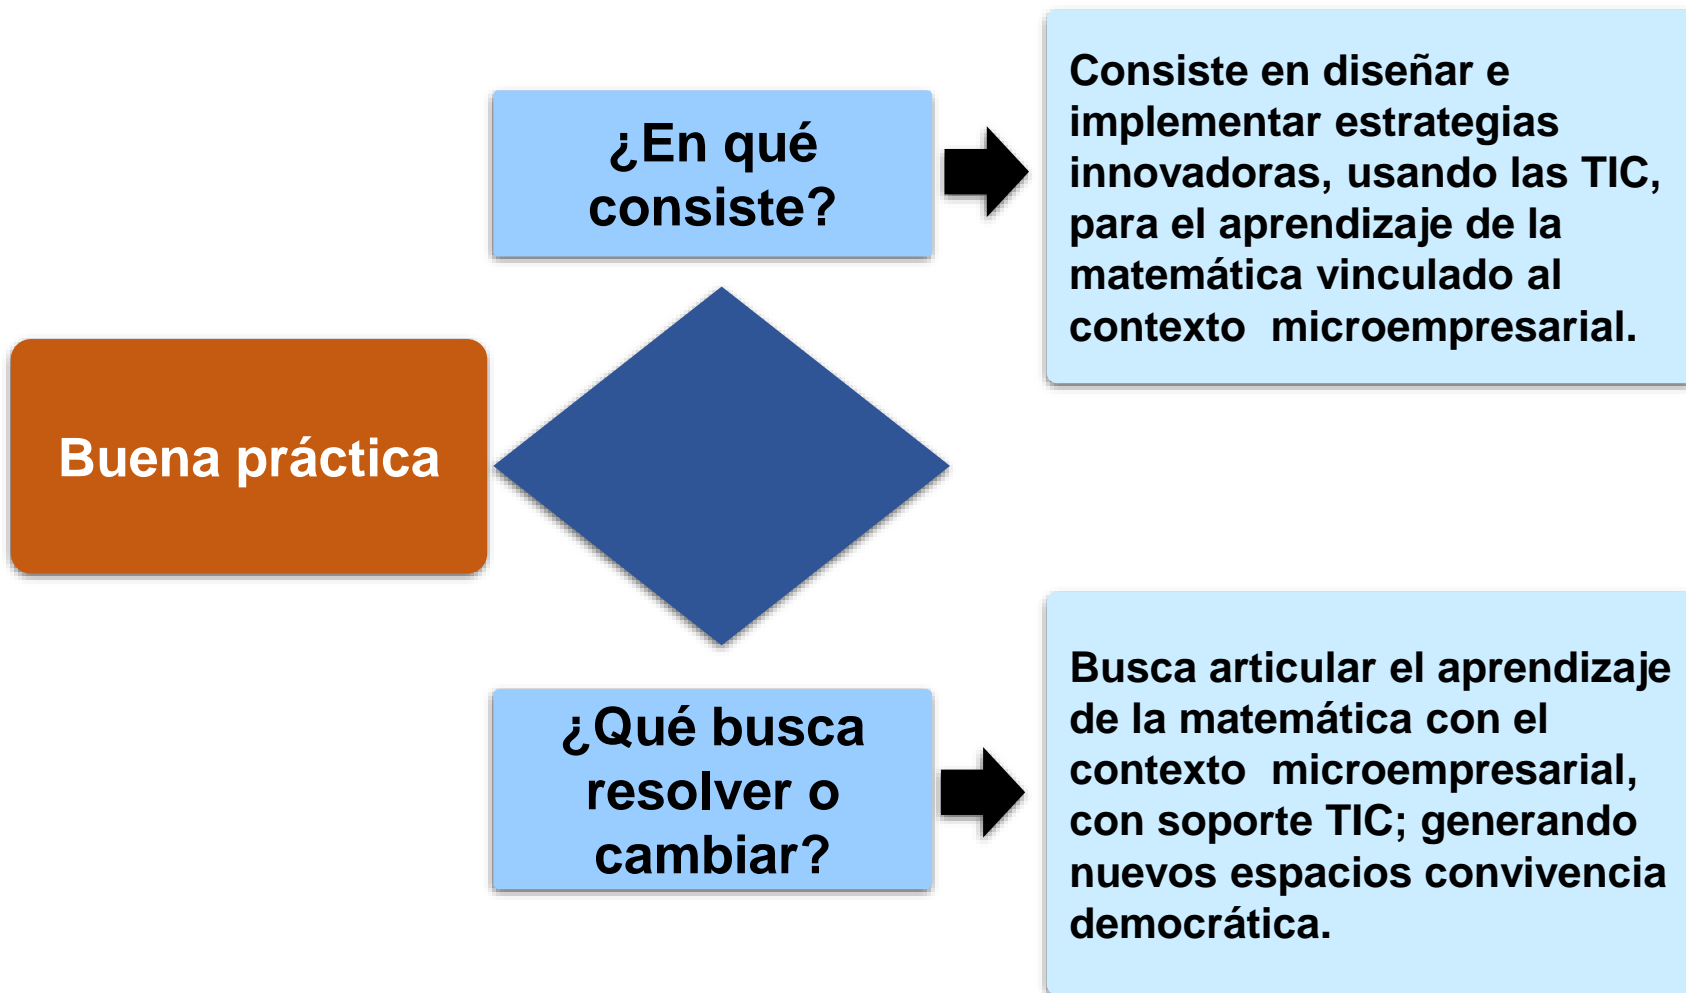 Buena práctica
¿En qué
consiste?
Consiste en diseñar e
implementar estrategias
innovadoras, usando las TIC,
para el aprendizaje de la
matemática vinculado al
contexto  microempresarial.
¿Qué busca
resolver o
cambiar?
Busca articular el aprendizaje
de la matemática con el
contexto  microempresarial,
con soporte TIC; generando
nuevos espacios convivencia
democrática.